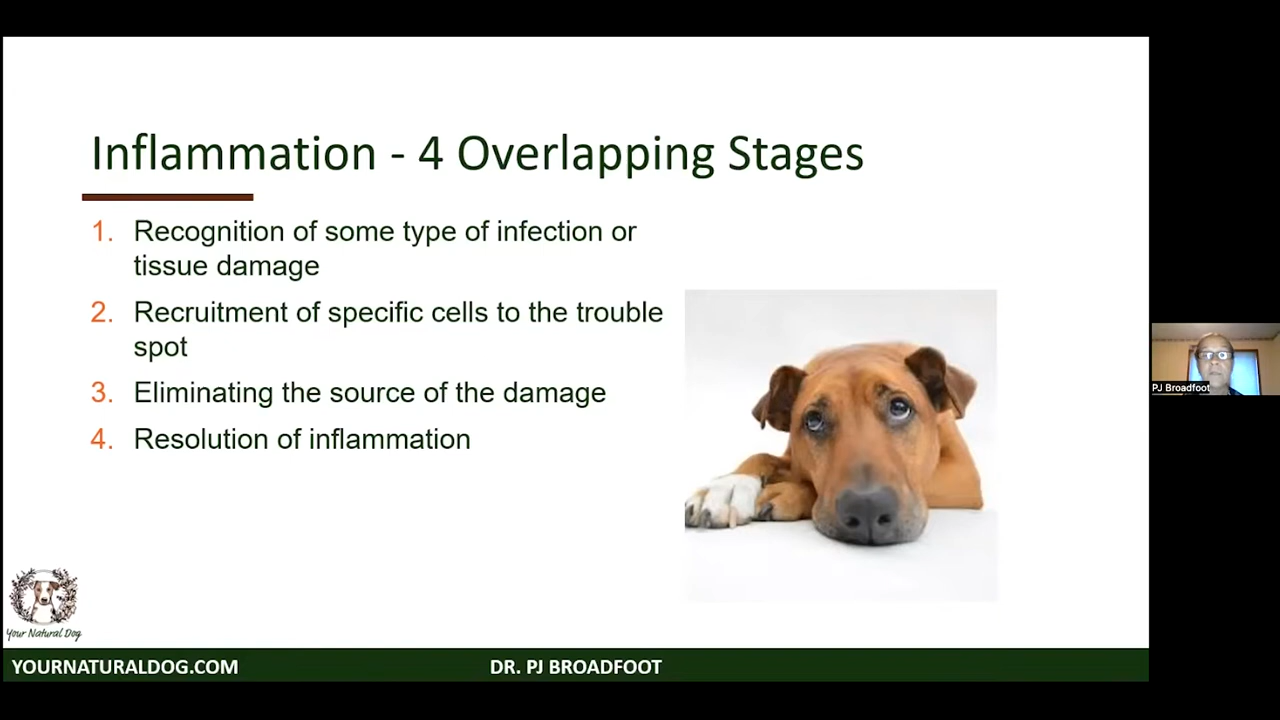 Inflammation - 4 Overlapping Stages
1. Recognition of some type of infection or
tissue damage
2. Recruitment of specific cells to the trouble
spot
3. Eliminating the source of the damage
4. Resolution of inflammation
PJ Broadfoot
Your Natural Dog
YOURNATURALDOG.COM
DR. PJ BROADFOOT